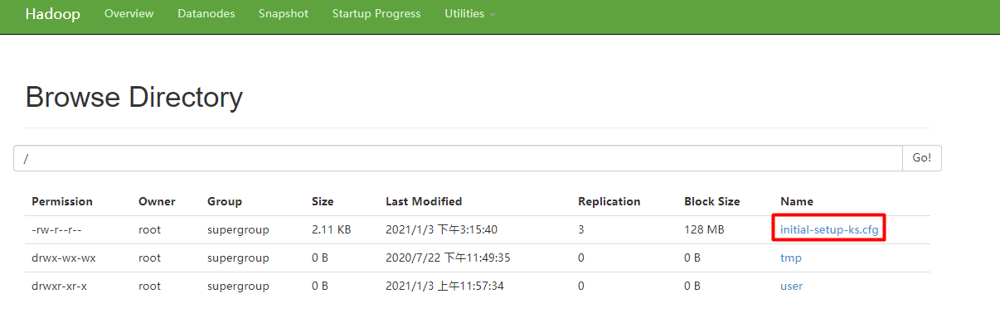 Hadoop Overview Datanodes Snapshot Startup Progress Utilities
Browse Directory
/ Go!
Permission Owner Group Size Last Modified Replication Block Size Name
-rw-r--r-- root supergroup 2.11 KB 2021/1/3 下午3:15:40 3 128 MB initial-setup-ks.cfg
drwx-wx-wx root supergroup 0 B 2020/7/22 下午11:49:35 0 0 B tmp
drwxr-xr-x root supergroup 0 B 2021/1/3 上午11:57:34 0 0 B user